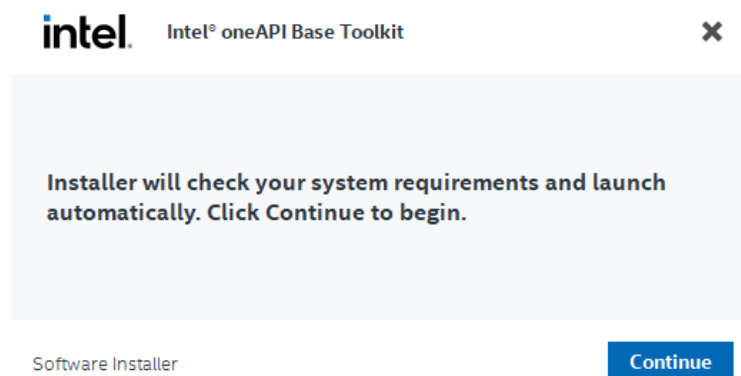 intel. Intel® oneAPI Base Toolkit
Installer will check your system requirements and launch
automatically. Click Continue to begin.
Software Installer Continue